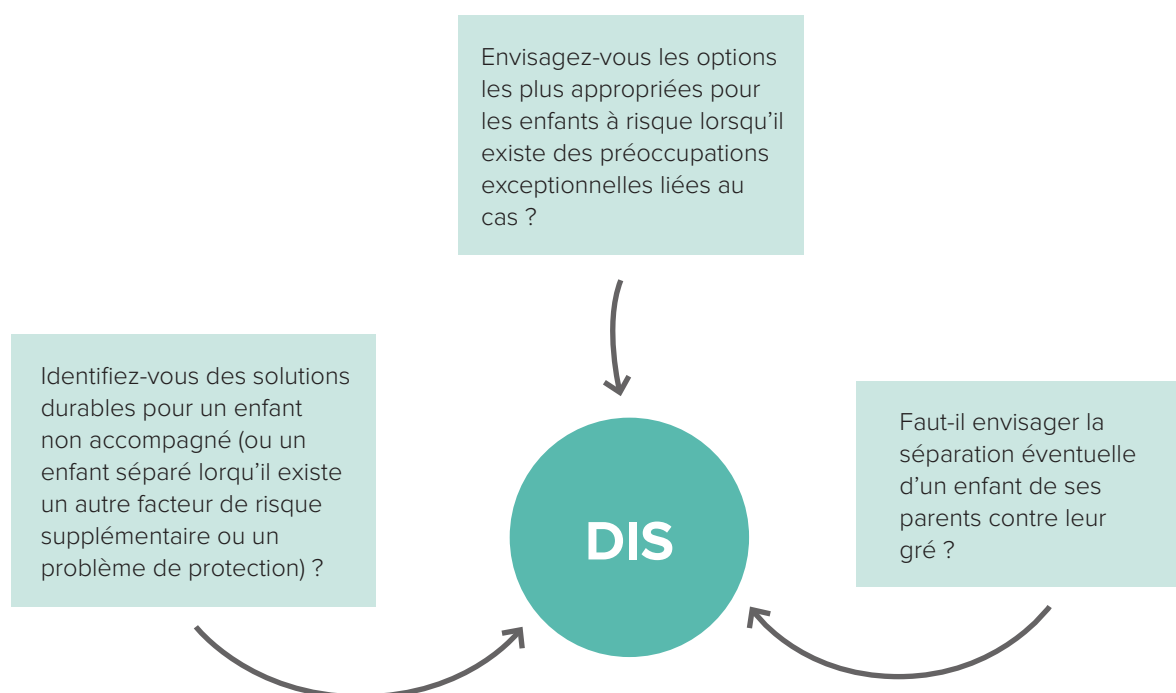 Envisagez-vous les options
les plus appropriées pour
les enfants à risque lorsqu’il
existe des préoccupations
exceptionnelles liées au
cas ?
Identifiez-vous des solutions
durables pour un enfant
non accompagné (ou un
enfant séparé lorqu’il existe
un autre facteur de risque
supplémentaire ou un
problème de protection) ?
Faut-il envisager la
séparation éventuelle
d’un enfant de ses
parents contre leur
gré ?
DIS